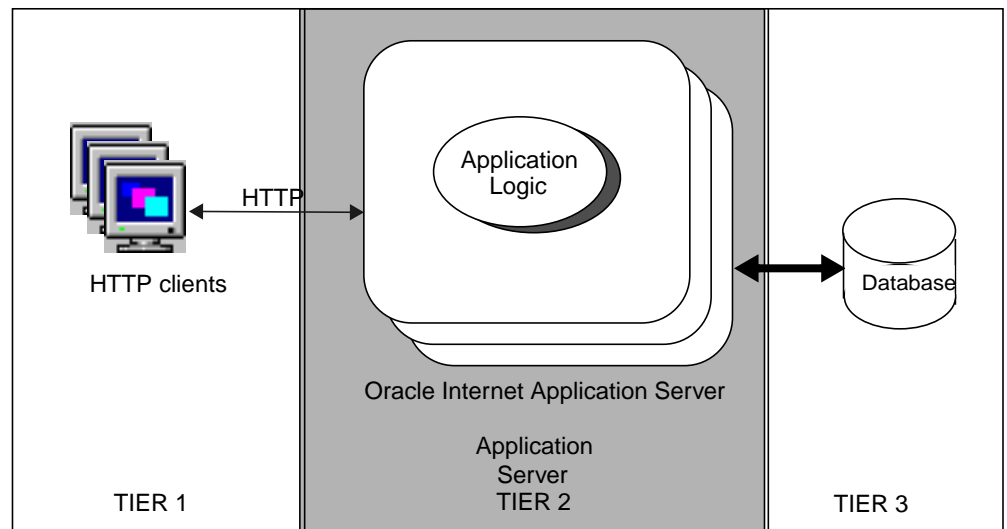 HTTP
HTTP clients
TIER 1
Application
Logic
Oracle Internet Application Server
Application
Server
TIER 2
Database
TIER 3